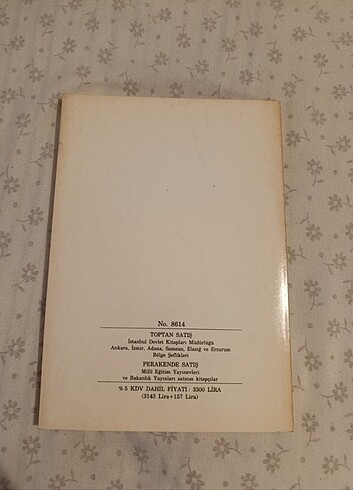 No. 8614
TOPTAN SATIŞ
İstanbul Devlet Kitapları Müdürlüğü
Ankara, İzmir, Adana, Samsun, Elazığ ve Erzurum
Bölge Şeflikleri
PERAKENDE SATIŞ
Milli Eğitim Yayınevleri
ve Bakanlık Yayınları satıcısı kitapçılar
% 5 KDV DAHİL FİYATI : 3300 LİRA
(3143 Lira+157 Lira)